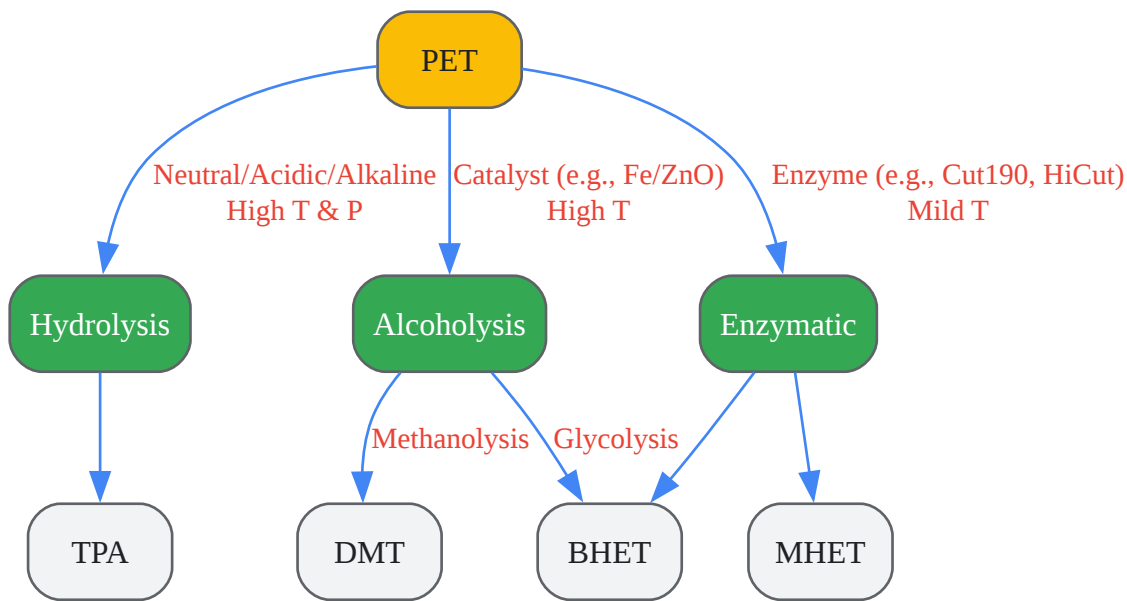 PET
Neutral/Acidic/Alkaline
High T & P
Catalyst (e.g., Fe/ZnO)
High T
Enzyme (e.g., Cut190, HiCut)
Mild T
Hydrolysis
Alcoholysis
Enzymatic
Methanolysis
Glycolysis
TPA
DMT
BHET
MHET